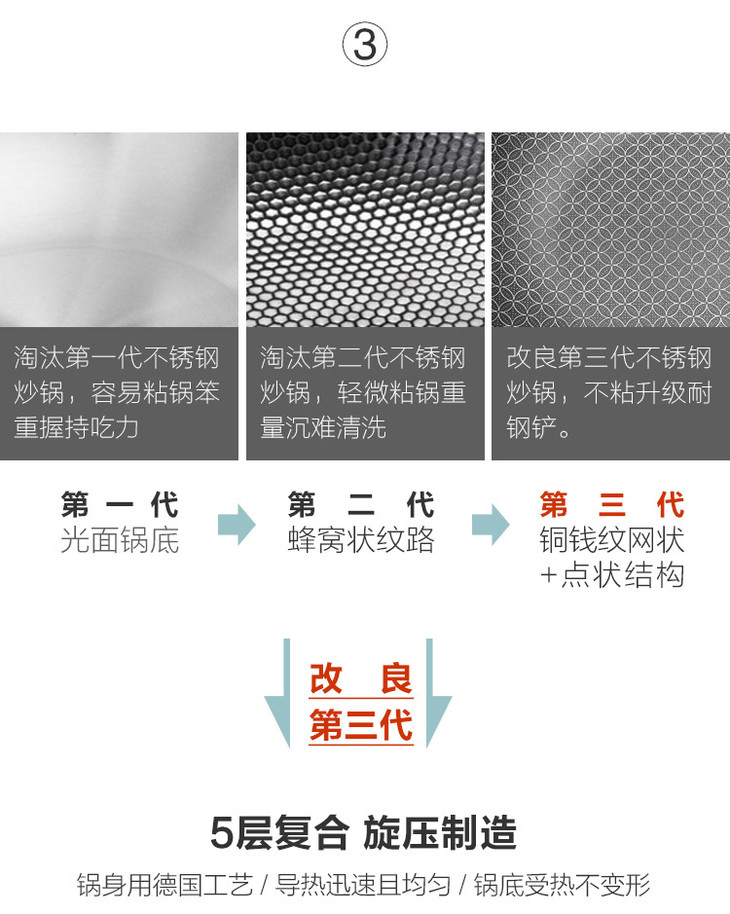 ③
淘汰第一代不锈钢
炒锅，容易粘锅笨
重握持吃力
淘汰第二代不锈钢
炒锅，轻微粘锅重
量沉难清洗
改良第三代不锈钢
炒锅，不粘升级耐
钢铲。
第一代
光面锅底
第二代
蜂窝状纹路
第三代
铜钱纹网状
+点状结构
改良
第三代
5层复合 旋压制造
锅身用德国工艺 / 导热迅速且均匀 / 锅底受热不变形